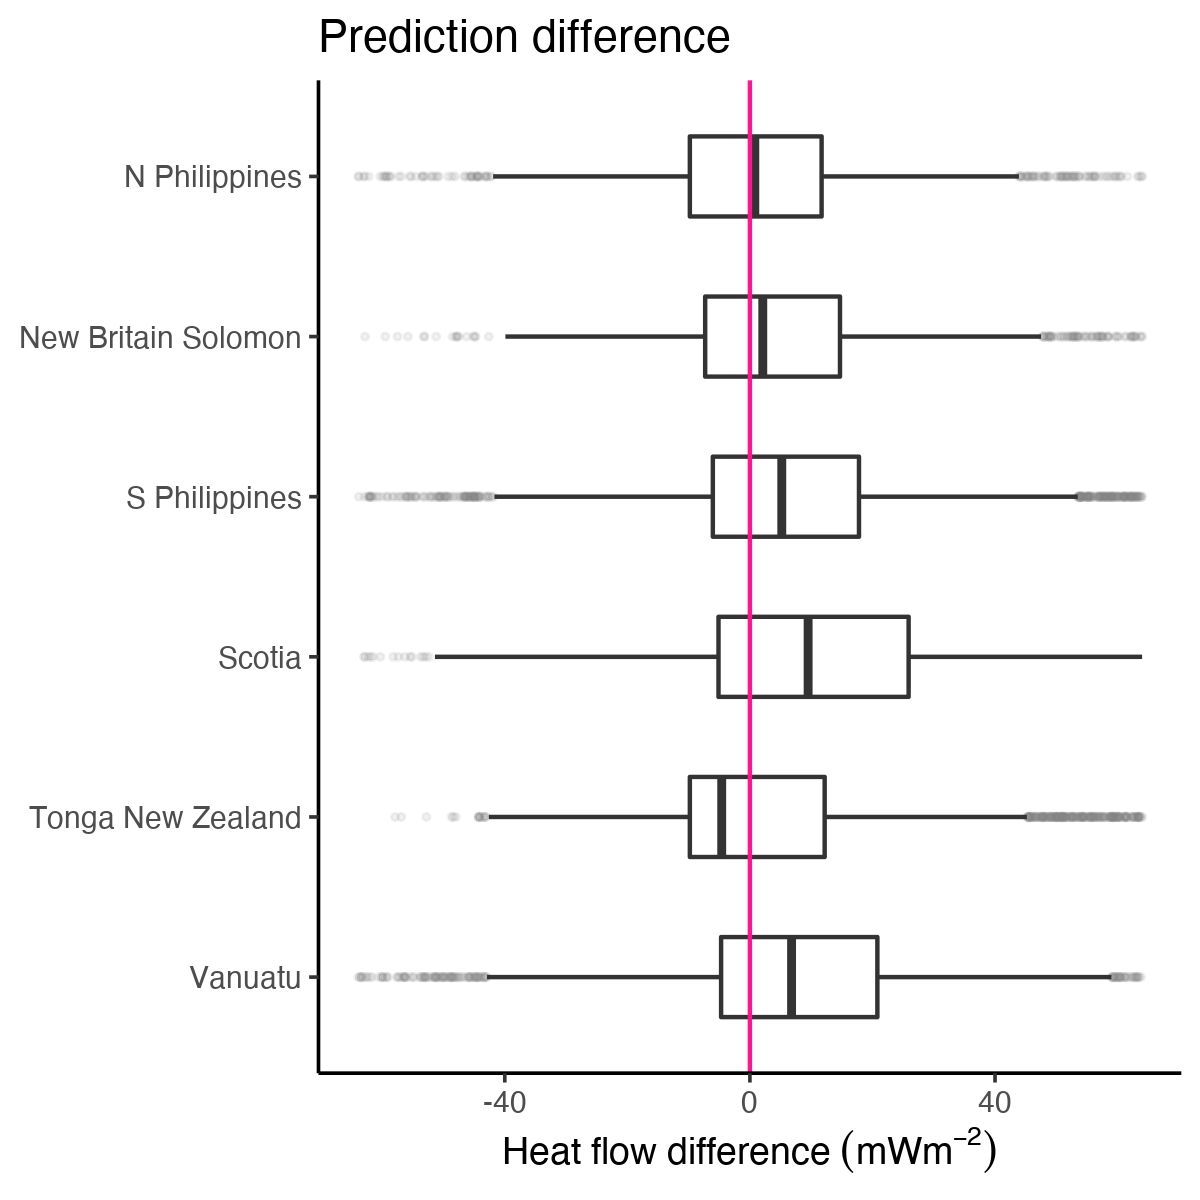 Prediction difference
N Philippines
New Britain Solomon
S Philippines
Scotia
Tonga New Zealand
Vanuatu
-40 0 40
Heat flow difference (mWm⁻²)